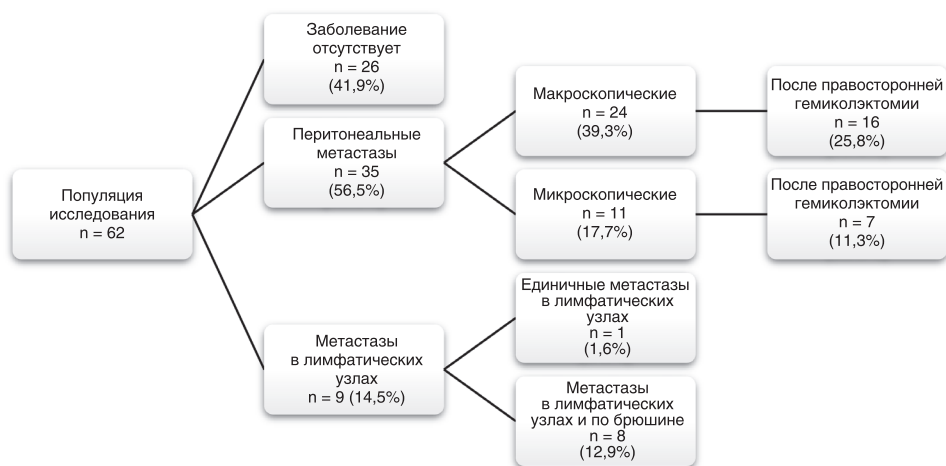 Популяция
исследования
n = 62
Заболевание
отсутствует
n = 26
(41,9%)
Перитонеальные
метастазы
n = 35
(56,5%)
Метастазы
в лимфатических
узлах
n = 9 (14,5%)
Макроскопические
n = 24
(39,3%)
Микроскопические
n = 11
(17,7%)
Единичные метастазы
в лимфатических
узлах
n = 1
(1,6%)
Метастазы
в лимфатических
узлах и по брюшине
n = 8
(12,9%)
После правосторонней
гемиколэктомии
n = 16
(25,8%)
После правосторонней
гемиколэктомии
n = 7
(11,3%)